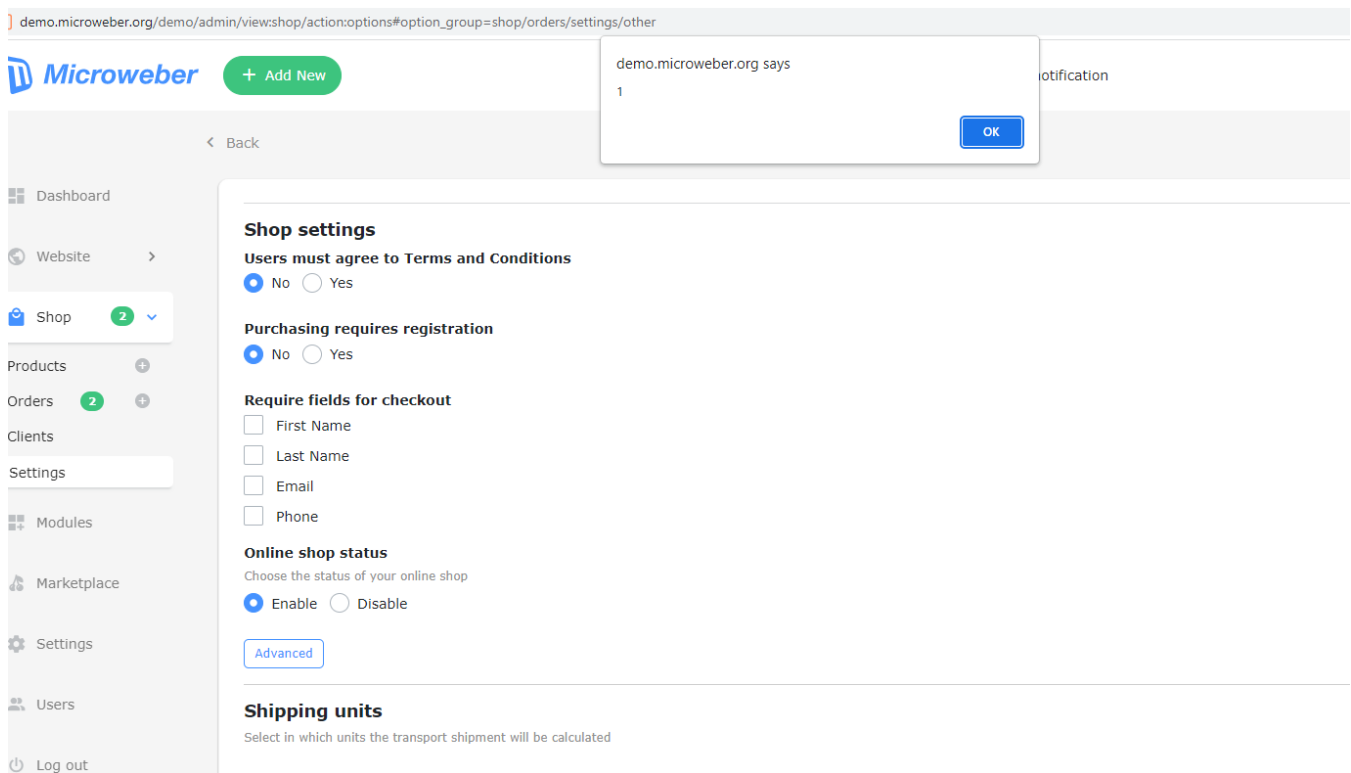 demo.microweber.org/demo/admin/view:shop/action:options#option_group=shop/orders/settings/other
Microweber
+ Add New
demo.microweber.org says
1
OK
Back
Dashboard
Website
Shop 2
Products
Orders 2
Clients
Settings
Modules
Marketplace
Settings
Users
Log out
Shop settings
Users must agree to Terms and Conditions
No Yes
Purchasing requires registration
No Yes
Require fields for checkout
First Name
Last Name
Email
Phone
Online shop status
Choose the status of your online shop
Enable Disable
Advanced
Shipping units
Select in which units the transport shipment will be calculated